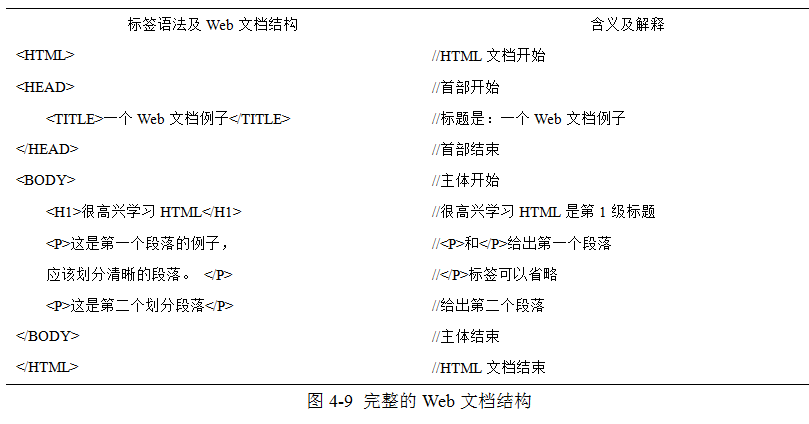 标签语法及 Web 文档结构 含义及解释
<HTML> //HTML 文档开始
<HEAD> //首部开始
<TITLE>一个 Web 文档例子</TITLE> //标题是：一个 Web 文档例子
</HEAD> //首部结束
<BODY> //主体开始
<H1>很高兴学习 HTML</H1> //很高兴学习 HTML 是第 1 级标题
<P>这是第一个段落的例子， //<P>和</P>给出第一个段落
应该划分清晰的段落。 </P> //</P>标签可以省略
<P>这是第二个划分段落</P> //给出第二个段落
</BODY> //主体结束
</HTML> //HTML 文档结束
图 4-9 完整的 Web 文档结构